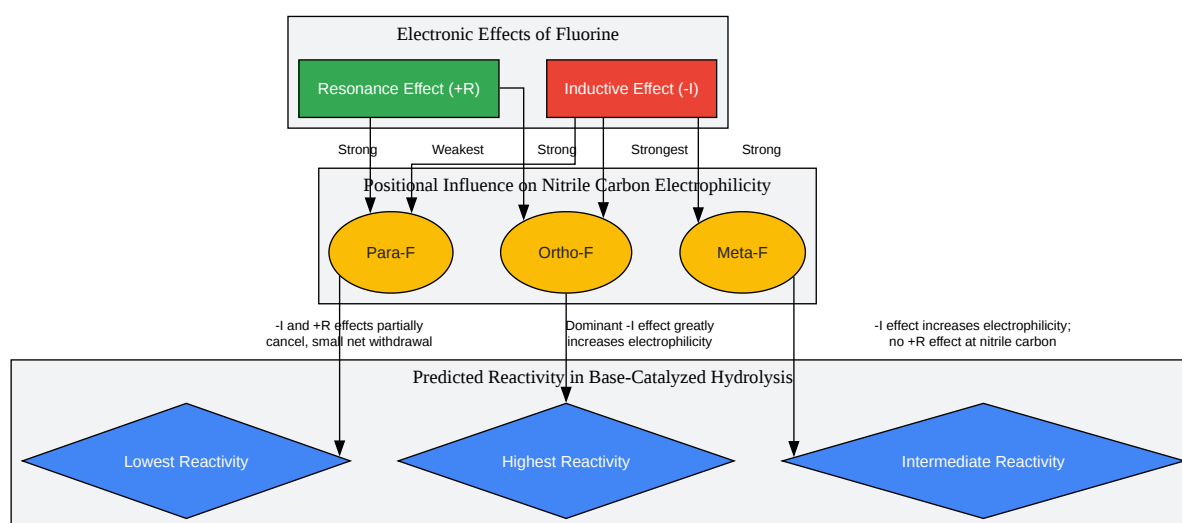 Electronic Effects of Fluorine
Resonance Effect (+R)
Inductive Effect (-I)
Strong
Weakest
Strong
Strongest
Strong
Positional Influence on Nitrile Carbon Electrophilicity
Para-F
Ortho-F
Meta-F
-I and +R effects partially
cancel, small net withdrawal
Dominant -I effect greatly
increases electrophilicity
-I effect increases electrophilicity;
no +R effect at nitrile carbon
Predicted Reactivity in Base-Catalyzed Hydrolysis
Lowest Reactivity
Highest Reactivity
Intermediate Reactivity